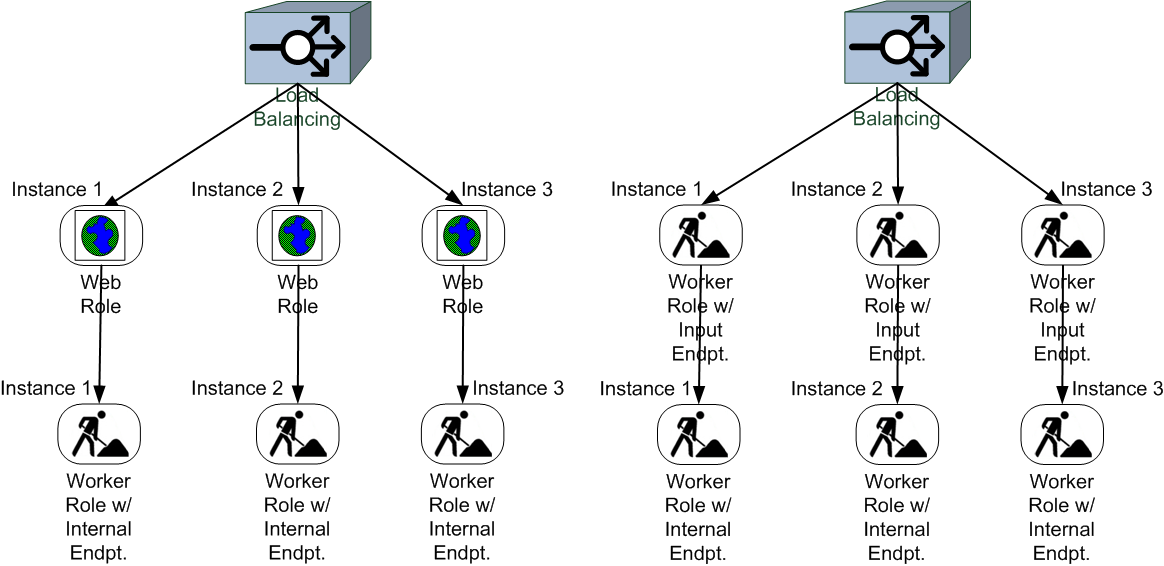 Load
Balancing
Load
Balancing
Instance 1
Instance 2
Instance 3
Instance 1
Instance 2
Instance 3
Web
Role
Web
Role
Web
Role
Worker
Role w/
Input
Endpt.
Worker
Role w/
Input
Endpt.
Worker
Role w/
Input
Endpt.
Instance 1
Instance 2
Instance 3
Instance 1
Instance 2
Instance 3
Worker
Role w/
Internal
Endpt.
Worker
Role w/
Internal
Endpt.
Worker
Role w/
Internal
Endpt.
Worker
Role w/
Internal
Endpt.
Worker
Role w/
Internal
Endpt.
Worker
Role w/
Internal
Endpt.